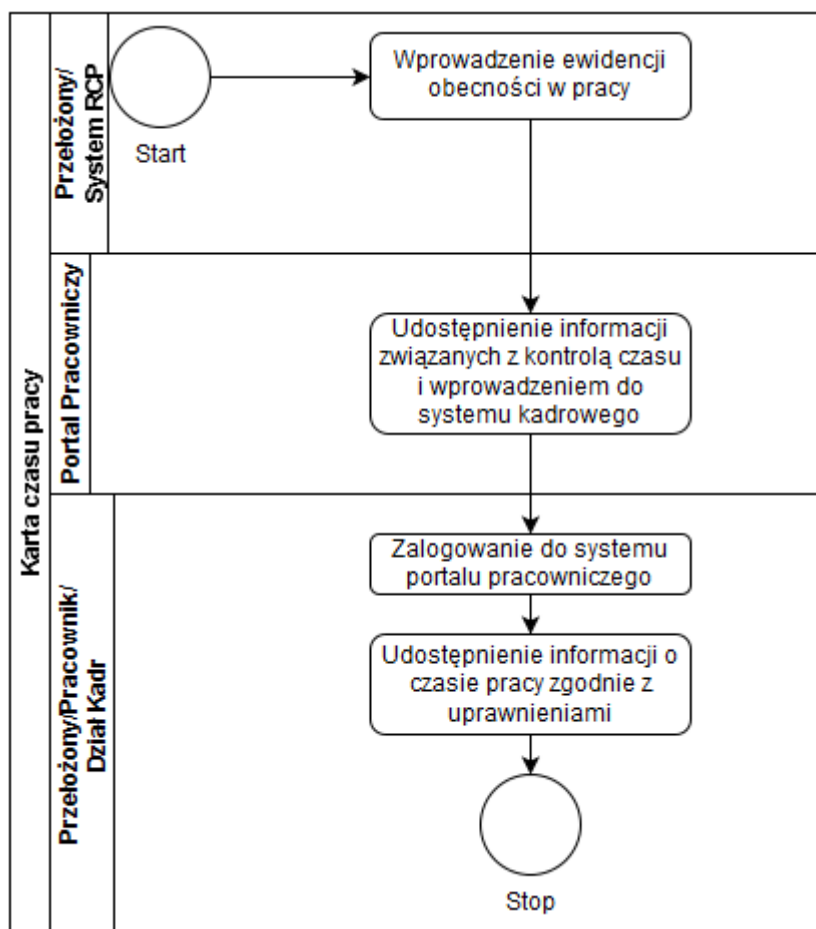 Karta czasu pracy
Przełożony/
System RCP
Start
Wprowadzenie ewidencji
obecności w pracy
Portal Pracowniczy
Udostępnienie informacji
związanych z kontrolą czasu
i wprowadzeniem do
systemu kadrowego
Przełożony/Pracownik/
Dział Kadr
Zalogowanie do systemu
portalu pracowniczego
Udostępnienie informacji o
czasie pracy zgodnie z
uprawnieniami
Stop